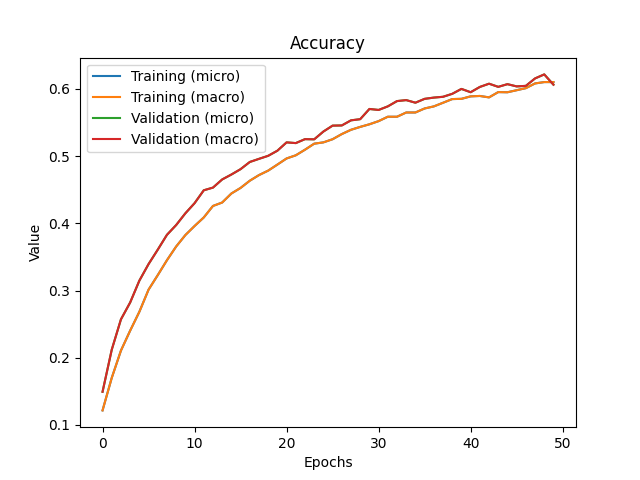 Accuracy
Training (micro)
Training (macro)
Validation (micro)
Validation (macro)
0.6
0.5
0.4
0.3
0.2
0.1
Value
0 10 20 30 40 50
Epochs